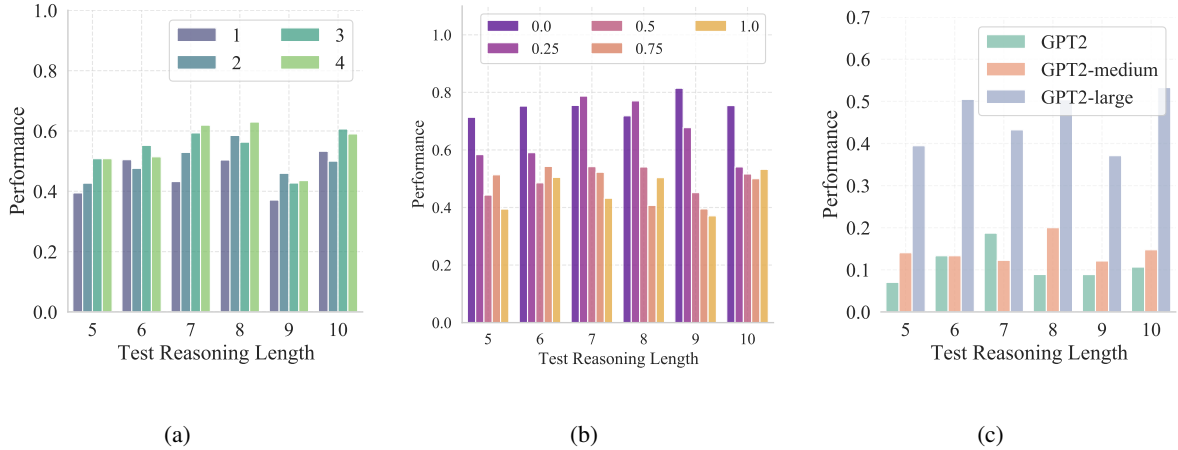 1.0
0.8
0.6
0.4
0.2
0.0
Performance
1
2
3
4
5 6 7 8 9 10
Test Reasoning Length
(a)
1.0
0.8
0.6
0.4
0.2
0.0
Performance
0.0
0.25
0.5
0.75
1.0
5 6 7 8 9 10
Test Reasoning Length
(b)
0.7
0.6
0.5
0.4
0.3
0.2
0.1
0.0
Performance
GPT2
GPT2-medium
GPT2-large
5 6 7 8 9 10
Test Reasoning Length
(c)